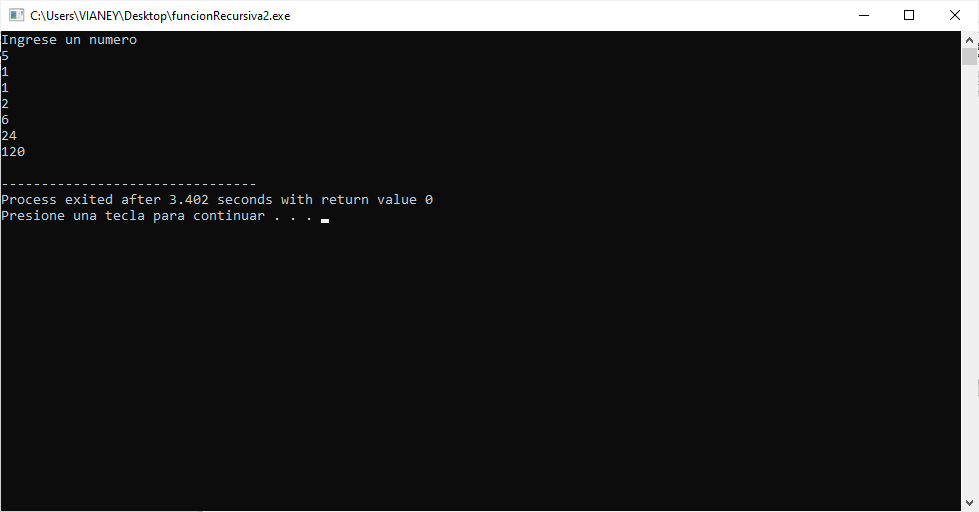 C:\Users\VIANEY\Desktop\funcionRecursiva2.exe
Ingrese un numero
5
1
1
2
6
24
120
--------------------------------
Process exited after 3.402 seconds with return value 0
Presione una tecla para continuar . . .